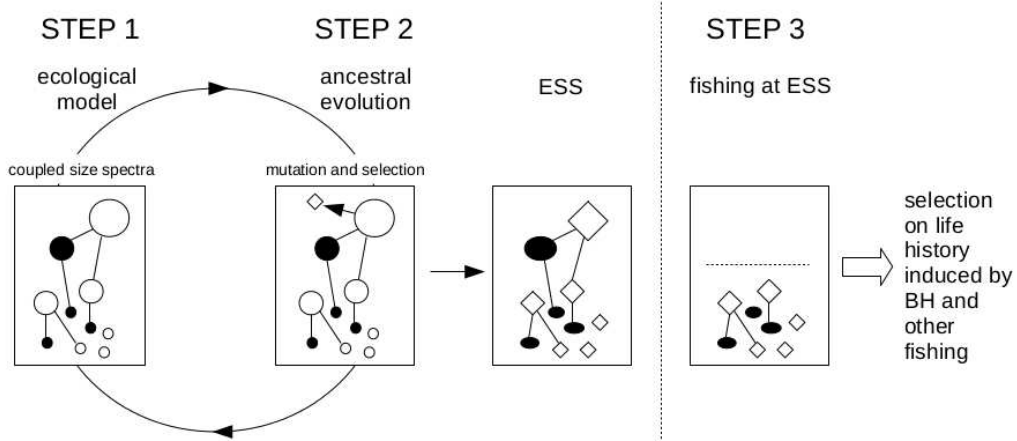 STEP 1
STEP 2
STEP 3
ecological
model
ancestral
evolution
ESS
fishing at ESS
coupled size spectra
mutation and selection
selection
on life
history
induced by
BH and
other
fishing